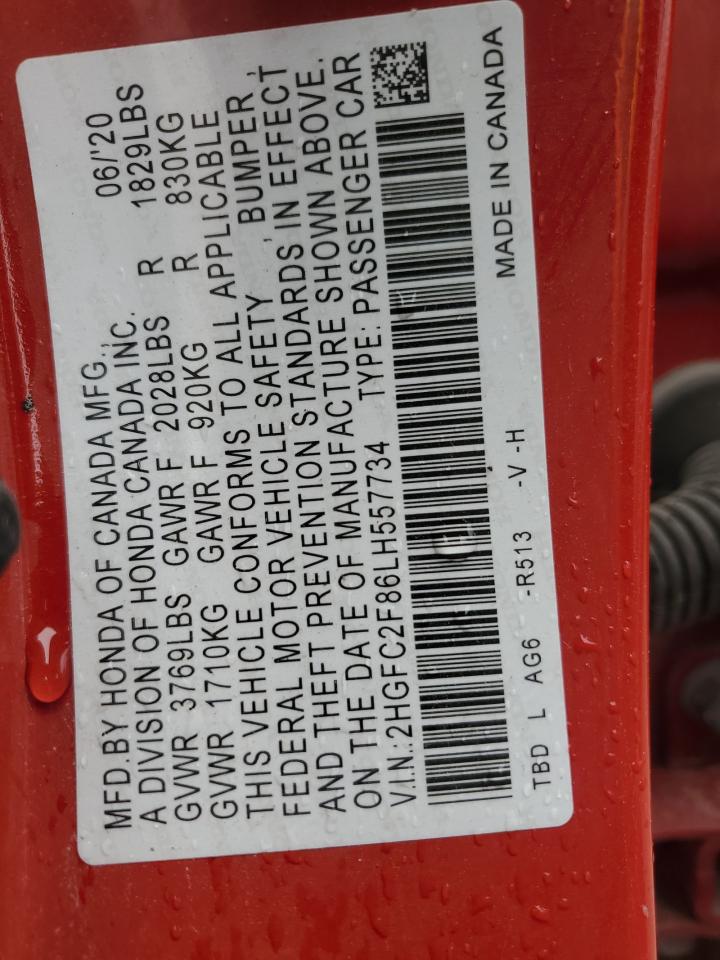 MFD.BY HONDA OF CANADA MFG., 06/'20
A DIVISION OF HONDA CANADA INC.
GVWR 3769LBS GAWR F 2028LBS R 1829LBS
GVWR 1710KG GAWR F 920KG R 830KG
THIS VEHICLE CONFORMS TO ALL APPLICABLE
FEDERAL MOTOR VEHICLE SAFETY , BUMPER ,
AND THEFT PREVENTION STANDARDS IN EFFECT
ON THE DATE OF MANUFACTURE SHOWN ABOVE.
V.I.N.:2HGFC2F86LH557734 TYPE: PASSENGER CAR
TBD L AG6 -R513 -V -H MADE IN CANADA